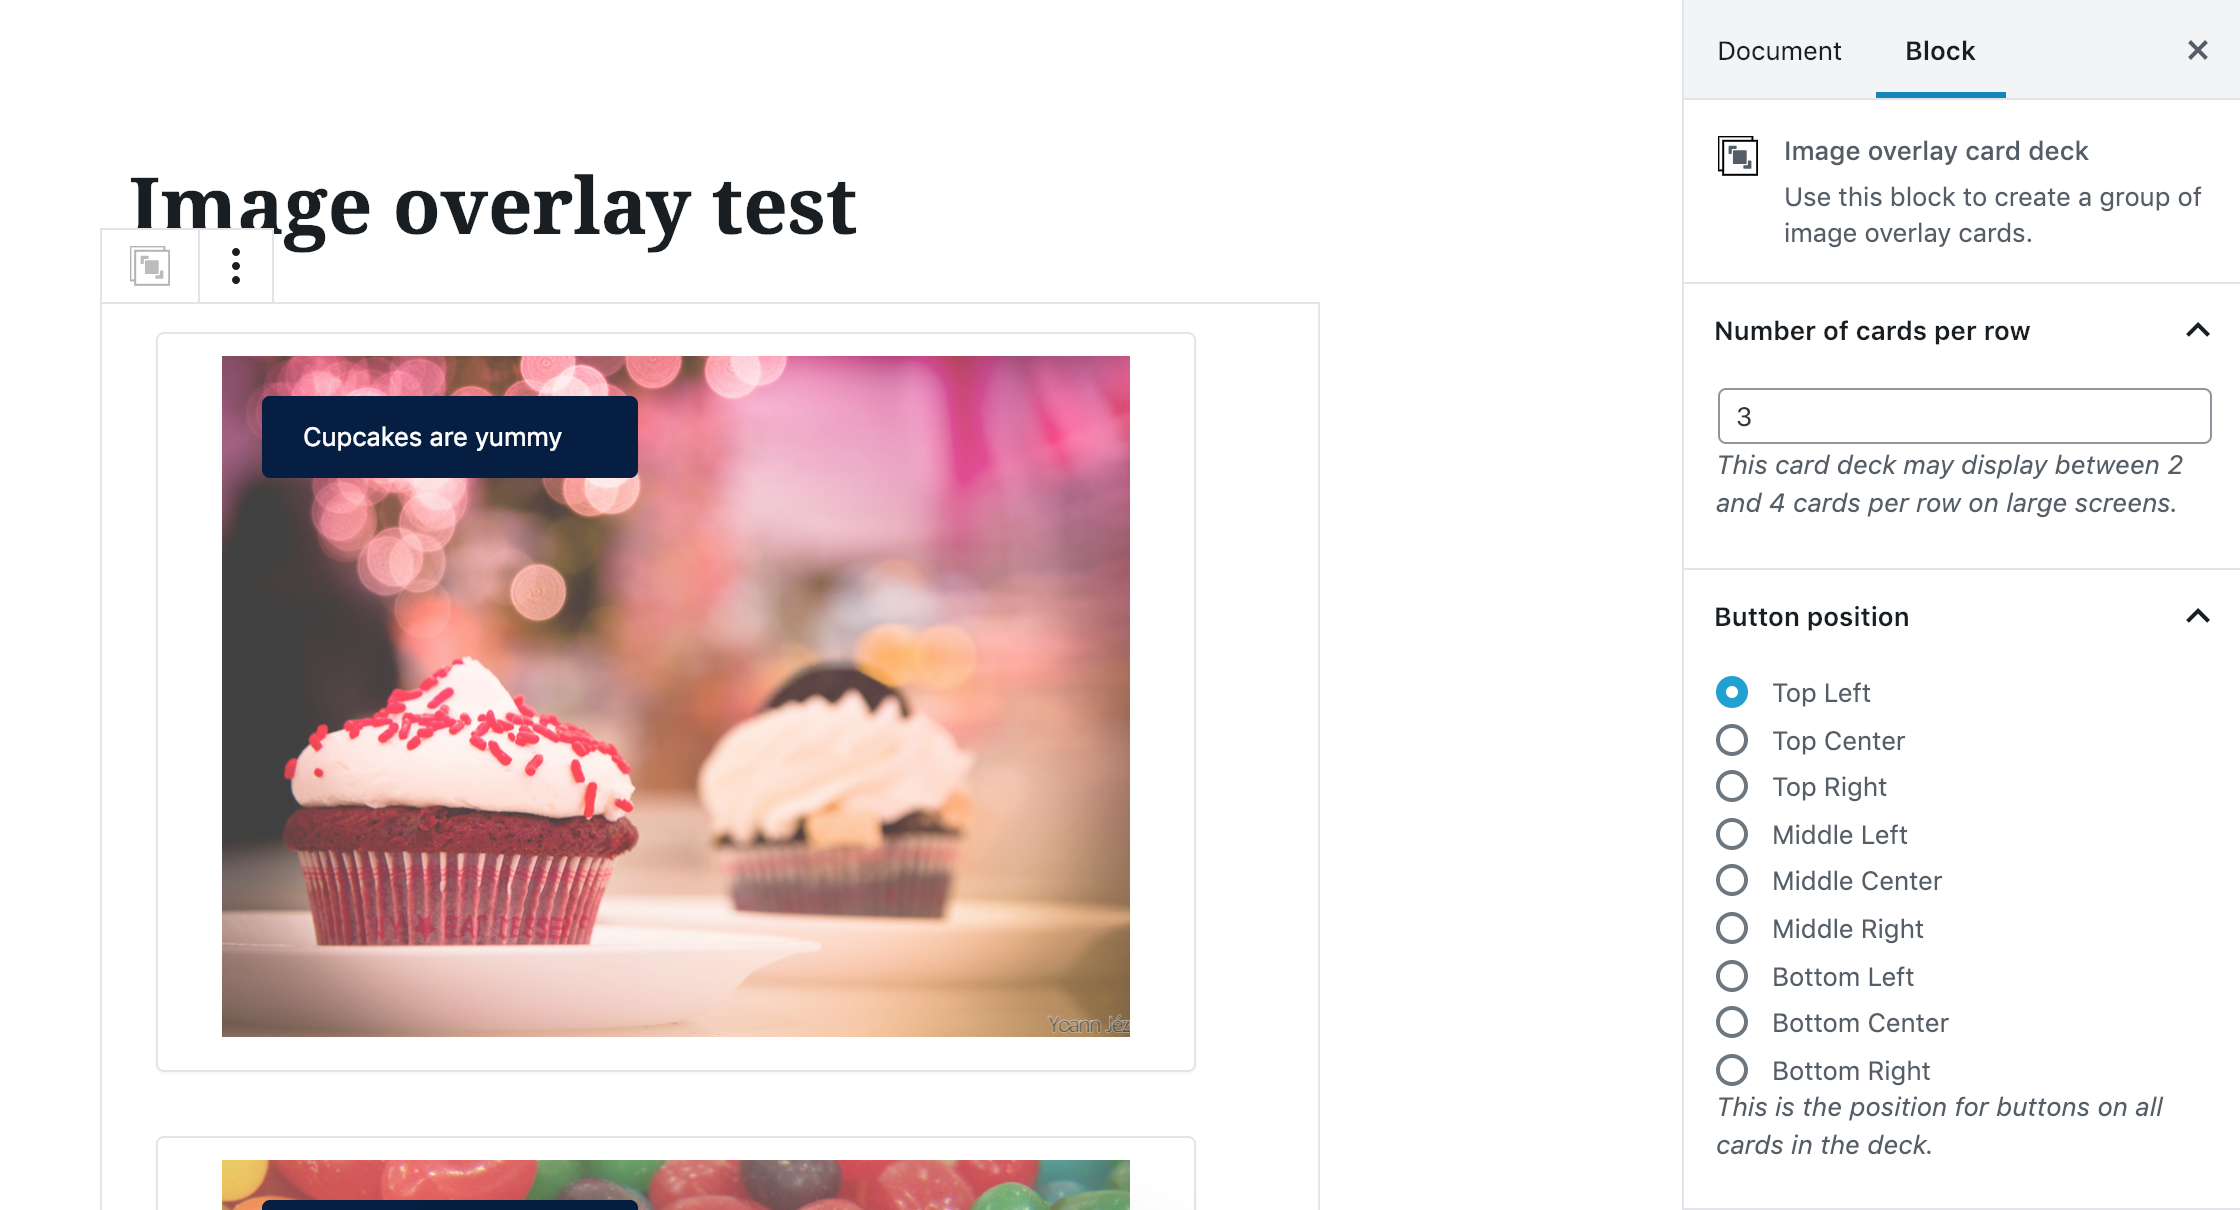 Document
Block
Image overlay card deck
Use this block to create a group of
image overlay cards.
Image overlay test
Number of cards per row
3
This card deck may display between 2
and 4 cards per row on large screens.
Cupcakes are yummy
Button position
Top Left
Top Center
Top Right
Middle Left
Middle Center
Middle Right
Bottom Left
Bottom Center
Bottom Right
This is the position for buttons on all
cards in the deck.
EAT
Yoann Jéz